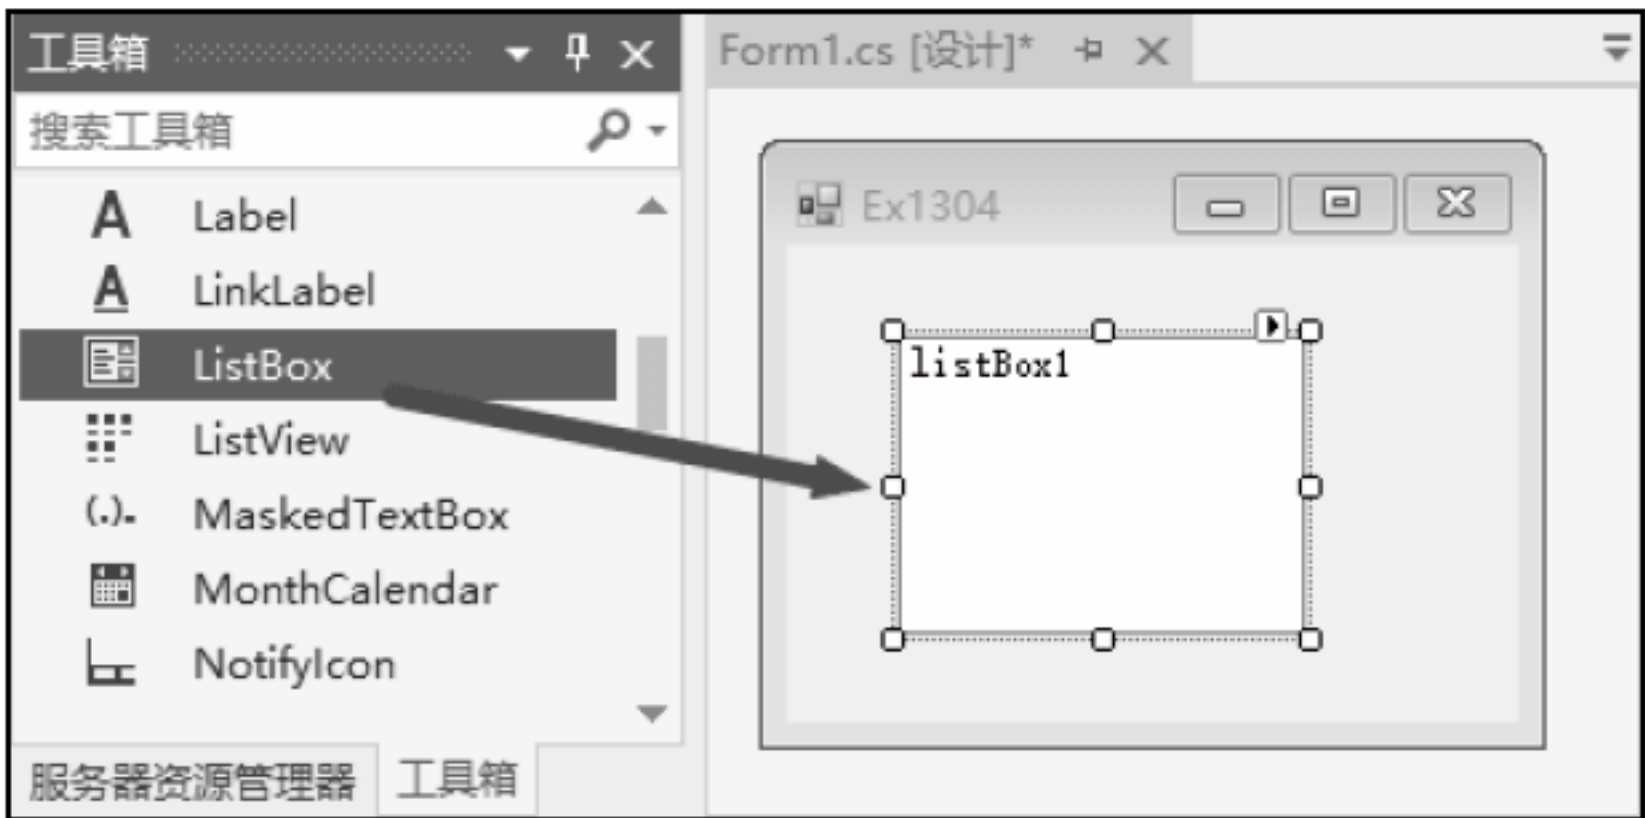 工具箱
搜索工具箱
Label
LinkLabel
ListBox
ListView
MaskedTextBox
MonthCalendar
NotifyIcon
服务器资源管理器 工具箱
Form1.cs [设计]*
Ex1304
listBox1